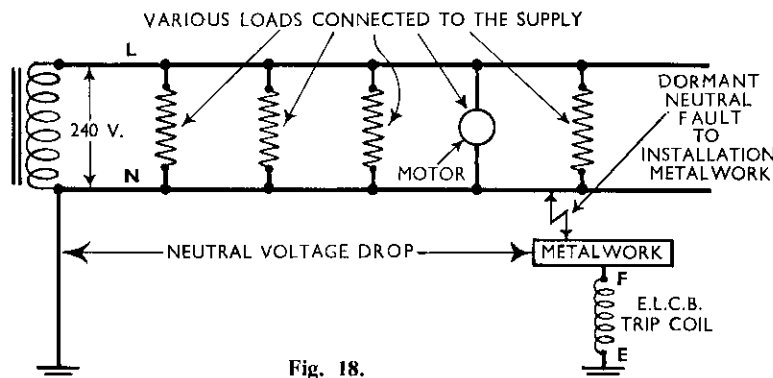 VARIOUS LOADS CONNECTED TO THE SUPPLY
L
240 V.
N
MOTOR
DORMANT
NEUTRAL
FAULT
TO
INSTALLATION
METALWORK
NEUTRAL VOLTAGE DROP
METALWORK
F
E.L.C.B.
TRIP COIL
E
Fig. 18.